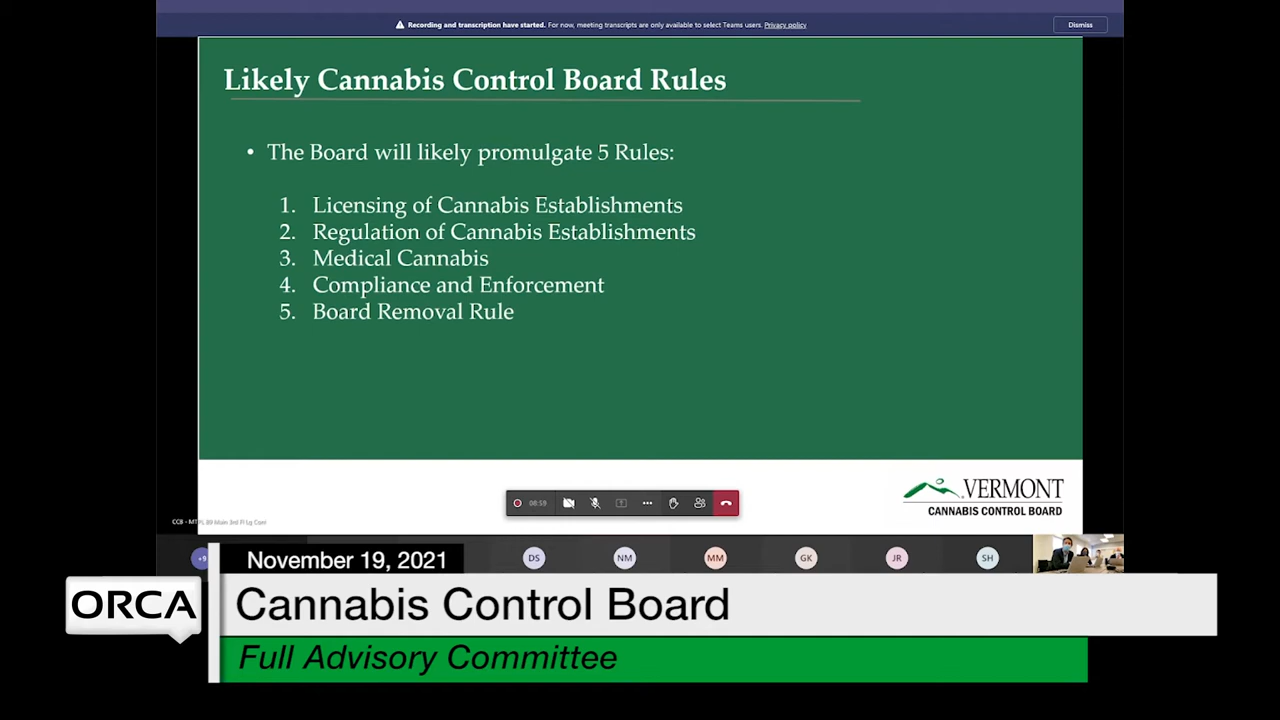 Recording and transcription have started. For now, meeting transcripts are only available to select Teams users. Privacy policy
Dismiss
Likely Cannabis Control Board Rules
• The Board will likely promulgate 5 Rules:
1. Licensing of Cannabis Establishments
2. Regulation of Cannabis Establishments
3. Medical Cannabis
4. Compliance and Enforcement
5. Board Removal Rule
VERMONT
CANNABIS CONTROL BOARD
08:59
+9
DS
NM
MM
GK
JR
SH
November 19, 2021
ORCA
Cannabis Control Board
Full Advisory Committee